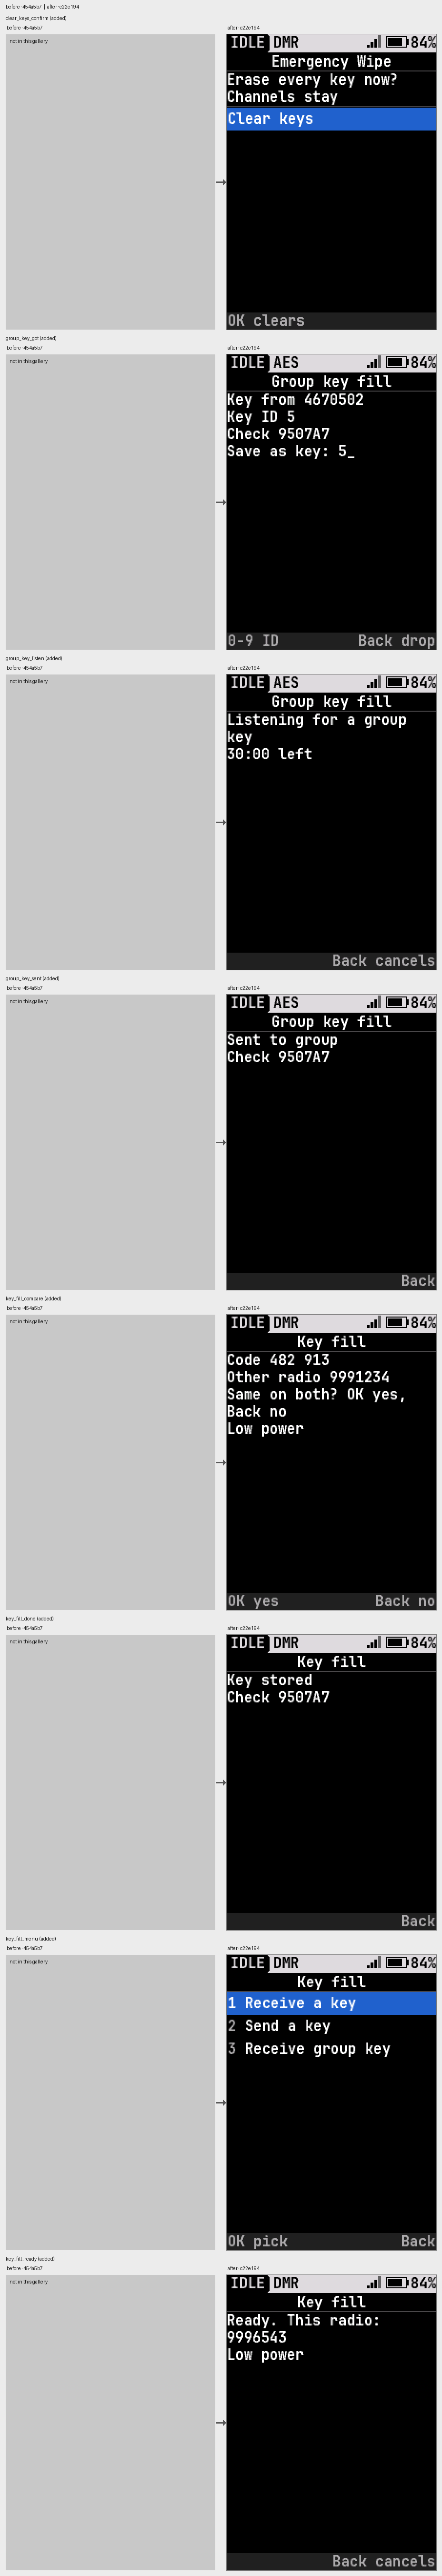 before · 454a5b7 | after · c22e194
clear_keys_confirm (added)
before · 454a5b7
after · c22e194
not in this gallery
IDLE DMR 84%
Emergency Wipe
Erase every key now?
Channels stay
Clear keys
→
OK clears
group_key_got (added)
before · 454a5b7
after · c22e194
not in this gallery
IDLE AES 84%
Group key fill
Key from 4670502
Key ID 5
Check 9507A7
Save as key: 5_
→
0-9 ID Back drop
group_key_listen (added)
before · 454a5b7
after · c22e194
not in this gallery
IDLE AES 84%
Group key fill
Listening for a group
key
30:00 left
→
Back cancels
group_key_sent (added)
before · 454a5b7
after · c22e194
not in this gallery
IDLE AES 84%
Group key fill
Sent to group
Check 9507A7
→
Back
key_fill_compare (added)
before · 454a5b7
after · c22e194
not in this gallery
IDLE DMR 84%
Key fill
Code 482 913
Other radio 9991234
Same on both? OK yes,
Back no
Low power
→
OK yes Back no
key_fill_done (added)
before · 454a5b7
after · c22e194
not in this gallery
IDLE DMR 84%
Key fill
Key stored
Check 9507A7
→
Back
key_fill_menu (added)
before · 454a5b7
after · c22e194
not in this gallery
IDLE DMR 84%
Key fill
1 Receive a key
2 Send a key
3 Receive group key
→
OK pick Back
key_fill_ready (added)
before · 454a5b7
after · c22e194
not in this gallery
IDLE DMR 84%
Key fill
Ready. This radio:
9996543
Low power
→
Back cancels